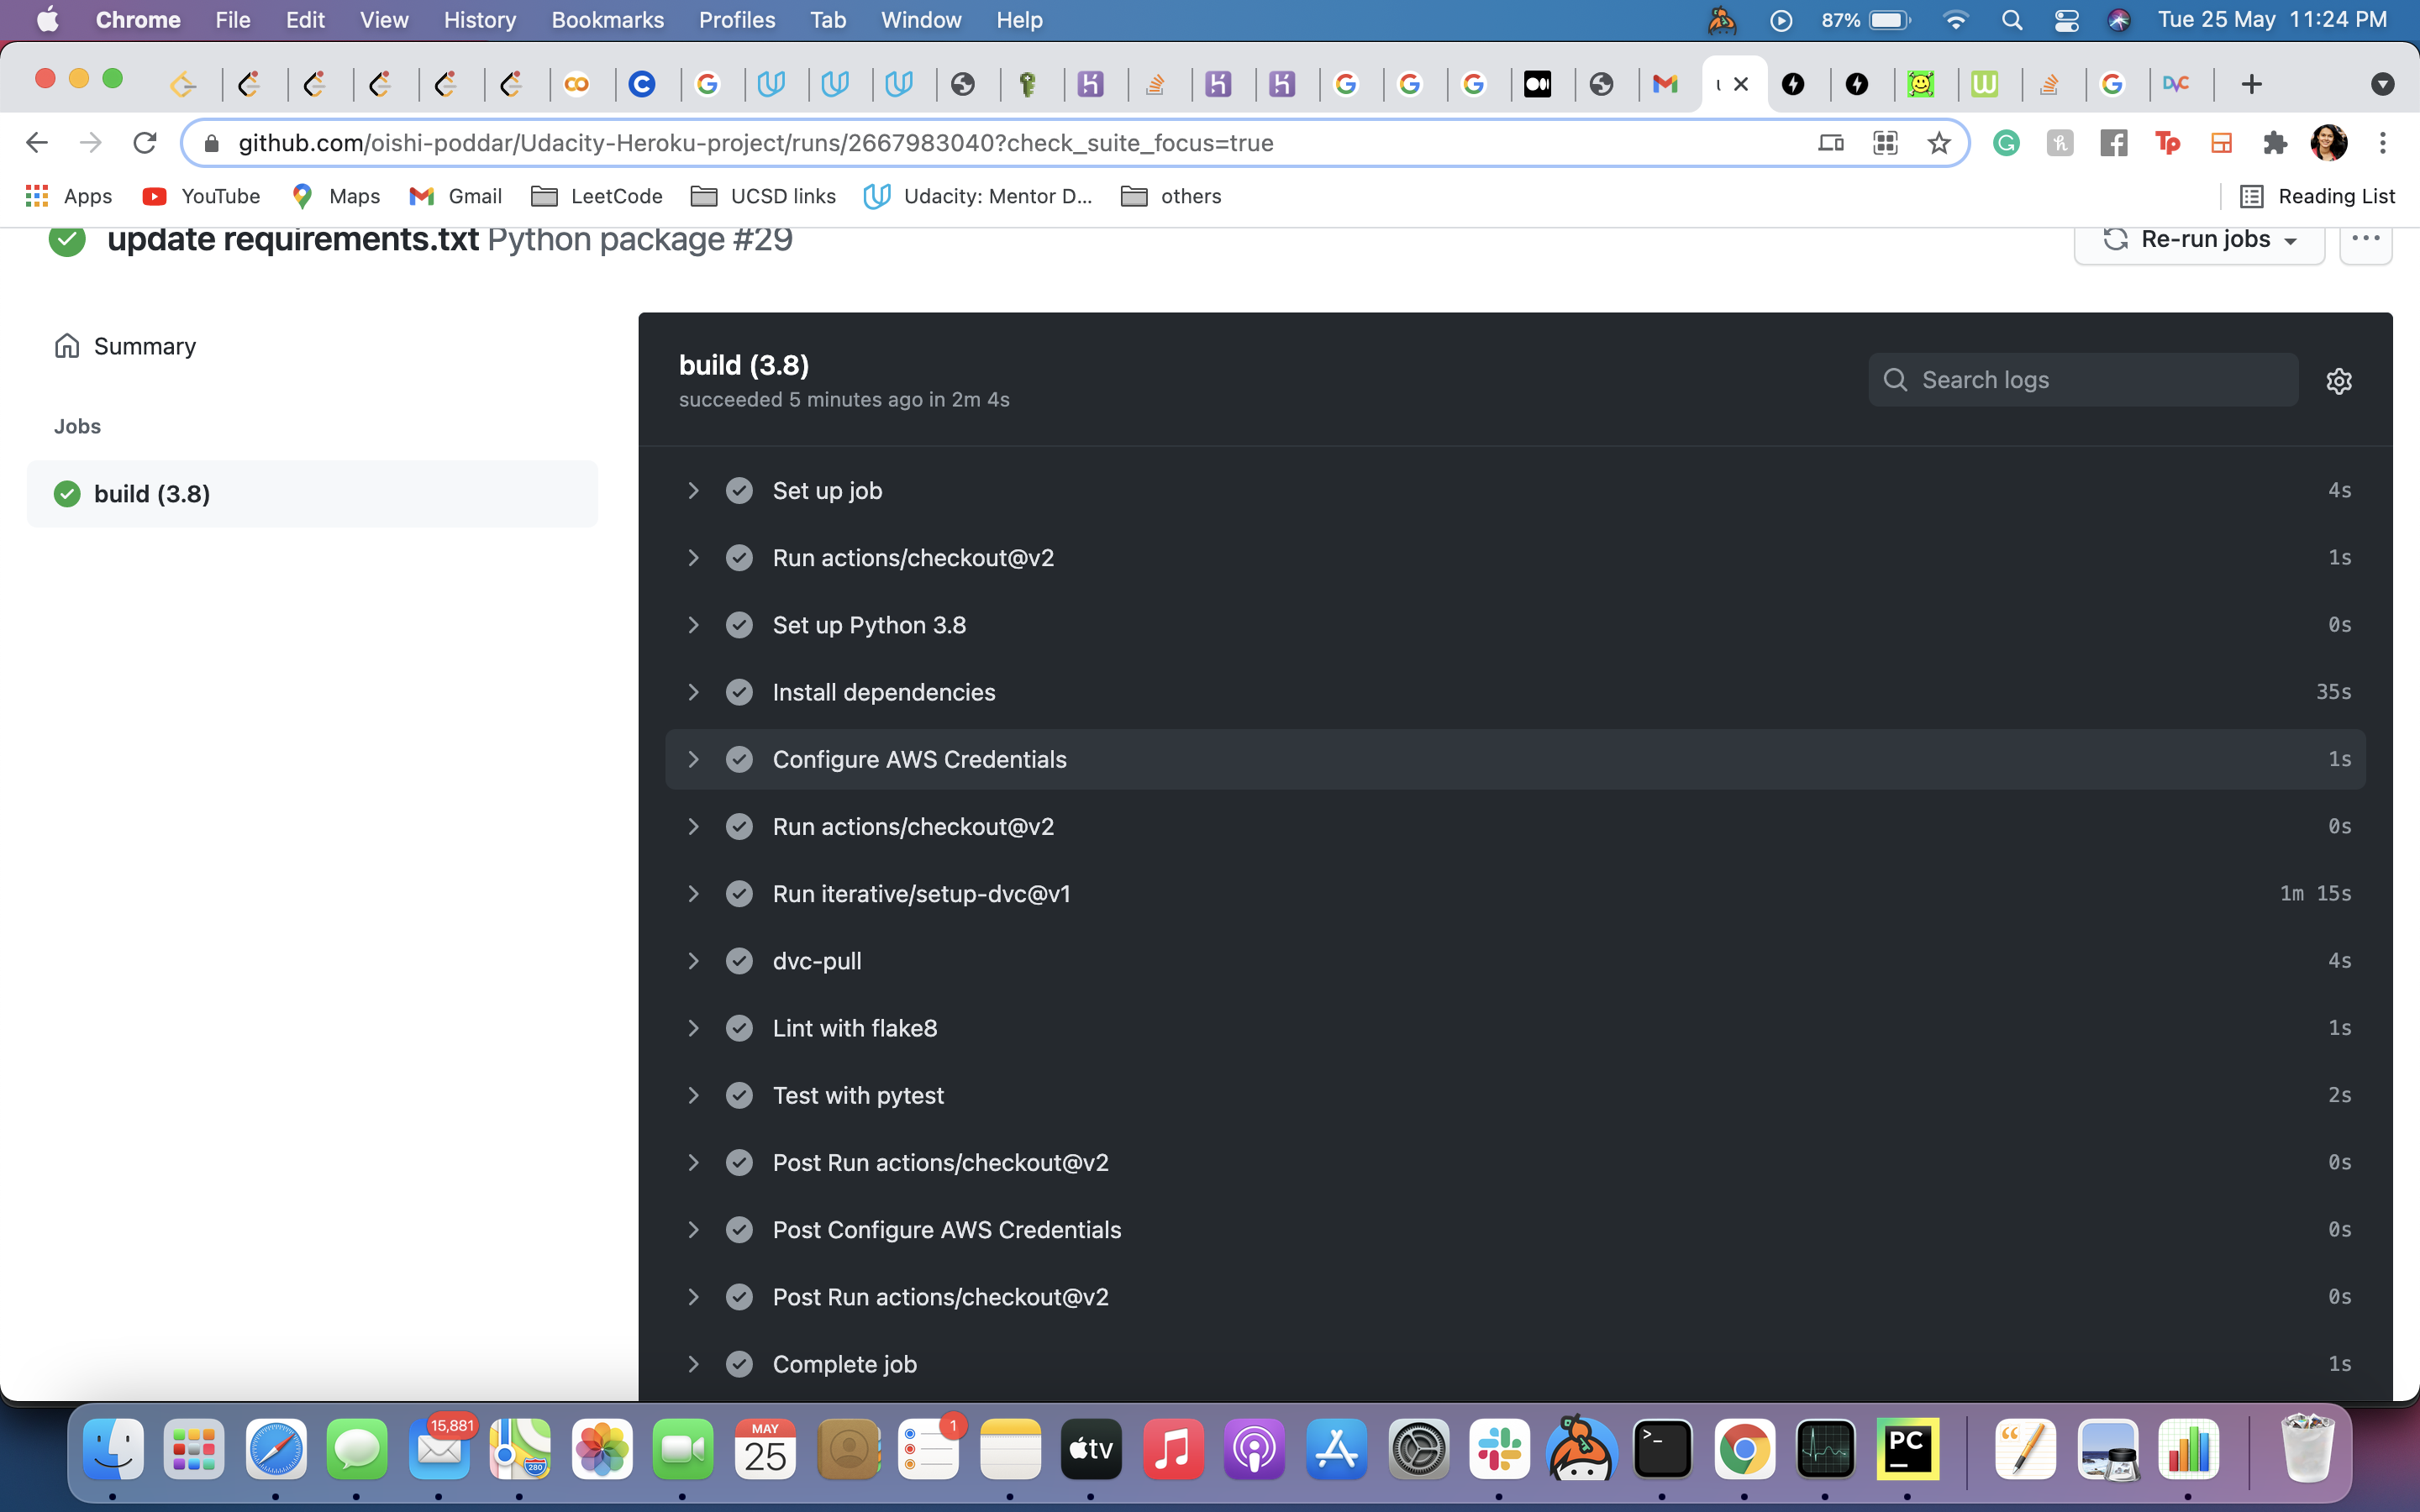 Chrome File Edit View History Bookmarks Profiles Tab Window Help 87% Tue 25 May 11:24 PM
github.com/oishi-poddar/Udacity-Heroku-project/runs/2667983040?check_suite_focus=true
Apps YouTube Maps Gmail LeetCode UCSD links Udacity: Mentor D... others Reading List
update requirements.txt Python package #29
Re-run jobs
Summary
Jobs
build (3.8)
build (3.8)
succeeded 5 minutes ago in 2m 4s
Search logs
Set up job 4s
Run actions/checkout@v2 1s
Set up Python 3.8 0s
Install dependencies 35s
Configure AWS Credentials 1s
Run actions/checkout@v2 0s
Run iterative/setup-dvc@v1 1m 15s
dvc-pull 4s
Lint with flake8 1s
Test with pytest 2s
Post Run actions/checkout@v2 0s
Post Configure AWS Credentials 0s
Post Run actions/checkout@v2 0s
Complete job 1s
15,881
280
MAY
25
1
tv
PC